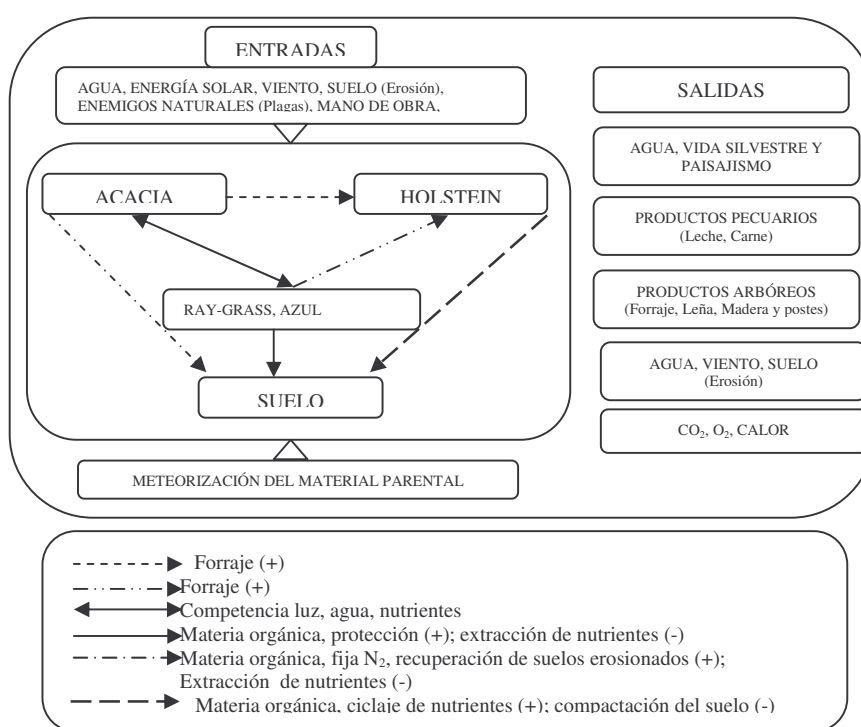 ENTRADAS
AGUA, ENERGÍA SOLAR, VIENTO, SUELO (Erosión),
ENEMIGOS NATURALES (Plagas), MANO DE OBRA,
ACACIA
HOLSTEIN
RAY-GRASS, AZUL
SUELO
METEORIZACIÓN DEL MATERIAL PARENTAL
SALIDAS
AGUA, VIDA SILVESTRE Y
PAISAJISMO
PRODUCTOS PECUARIOS
(Leche, Carne)
PRODUCTOS ARBÓREOS
(Forraje, Leña, Madera y postes)
AGUA, VIENTO, SUELO
(Erosión)
CO₂, O₂, CALOR
Forraje (+)
Forraje (+)
Competencia luz, agua, nutrientes
Materia orgánica, protección (+); extracción de nutrientes (-)
Materia orgánica, fija N₂, recuperación de suelos erosionados (+);
Extracción de nutrientes (-)
Materia orgánica, ciclaje de nutrientes (+); compactación del suelo (-)